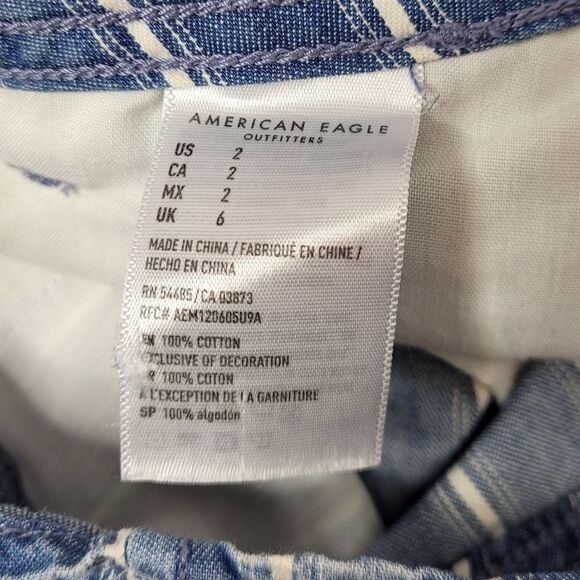 AMERICAN EAGLE
OUTFITTERS
US 2
CA 2
MX 2
UK 6
MADE IN CHINA / FABRIQUÉ EN CHINE /
HECHO EN CHINA
RN 54485/CA 03873
RFC# AEM120605U9A
EN 100% COTTON
EXCLUSIVE OF DECORATION
FR 100% COTON
À L'EXCEPTION DE LA GARNITURE
SP 100% algodón